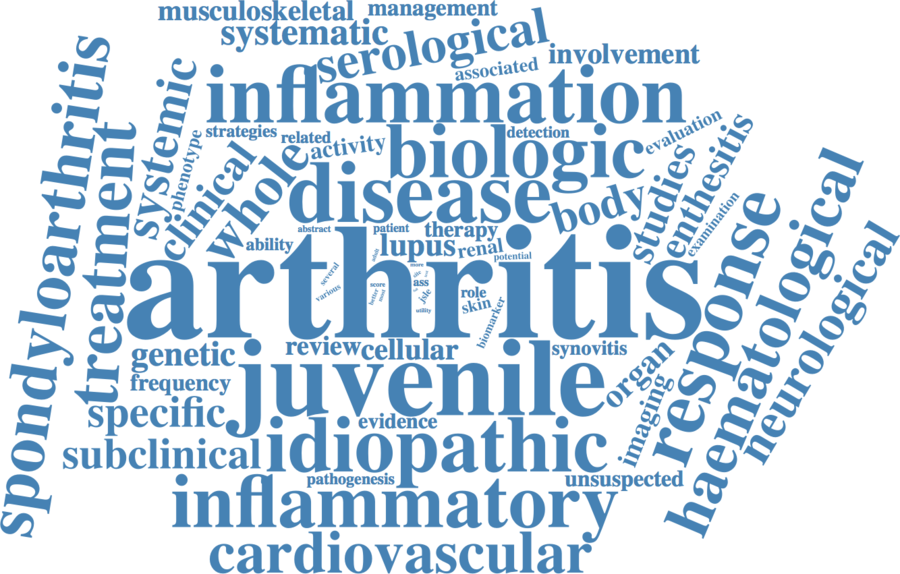 musculoskeletal
management
systematic
serological
associated
involvement
inflammation
spondyloarthritis
treatment
systemic
phenotype
strategies
related
activity
detection
evaluation
biologic
clinical
whole
disease
body
studies
enthesitis
examination
ability
abstract
patient
therapy
lupus
renal
potential
arthritis
several
various
score
better
more
ass
jsle
utility
role
skin
biomarker
response
haematological
neurological
genetic
review
cellular
synovitis
frequency
juvenile
organ
imaging
specific
evidence
subclinical
idiopathic
pathogenesis
unsuspected
inflammatory
cardiovascular